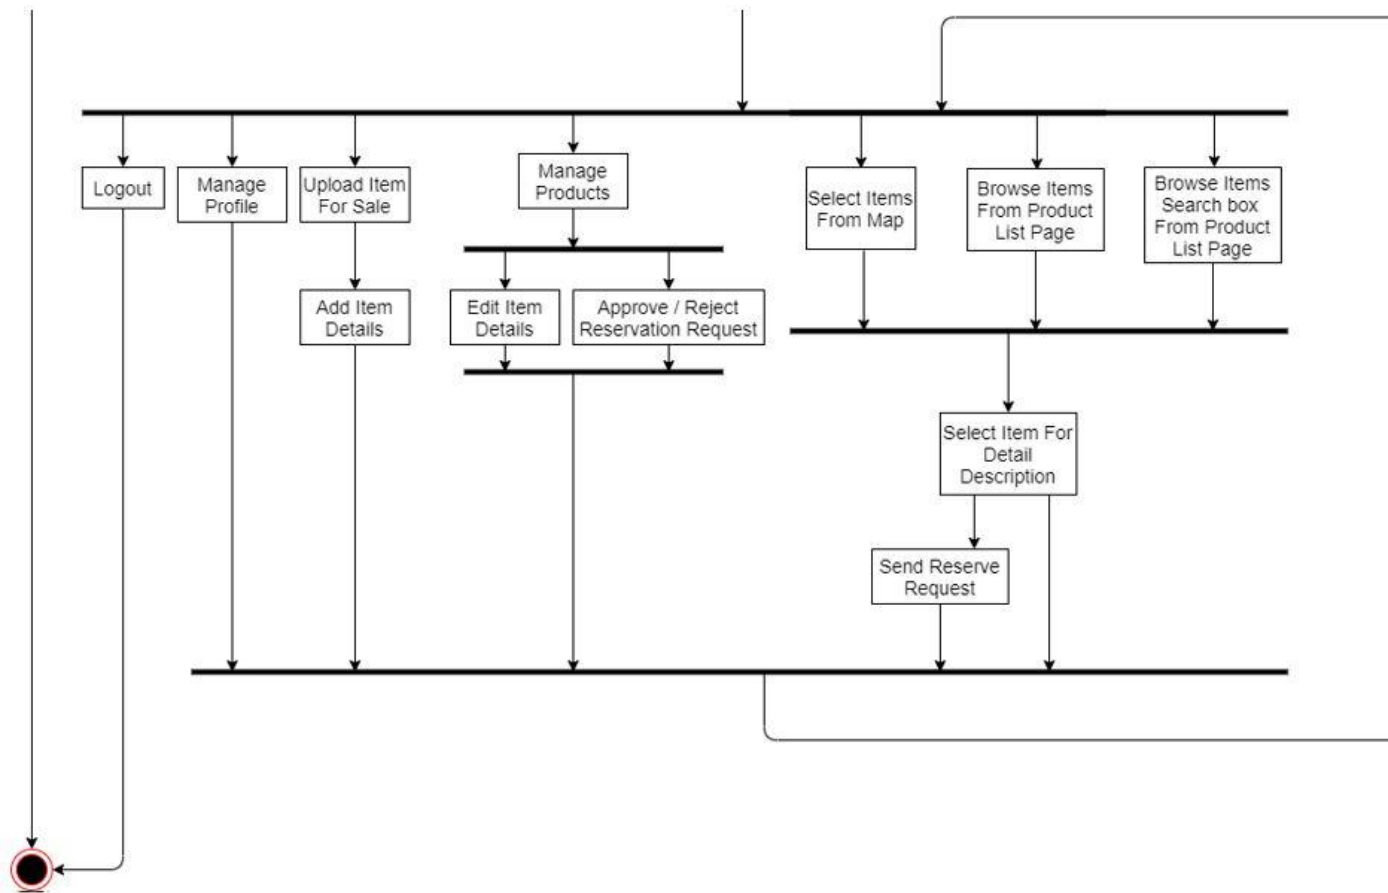 Logout
Manage
Profile
Upload Item
For Sale
Manage
Products
Select Items
From Map
Browse Items
From Product
List Page
Browse Items
Search box
From Product
List Page
Add Item
Details
Edit Item
Details
Approve / Reject
Reservation Request
Select Item For
Detail
Description
Send Reserve
Request